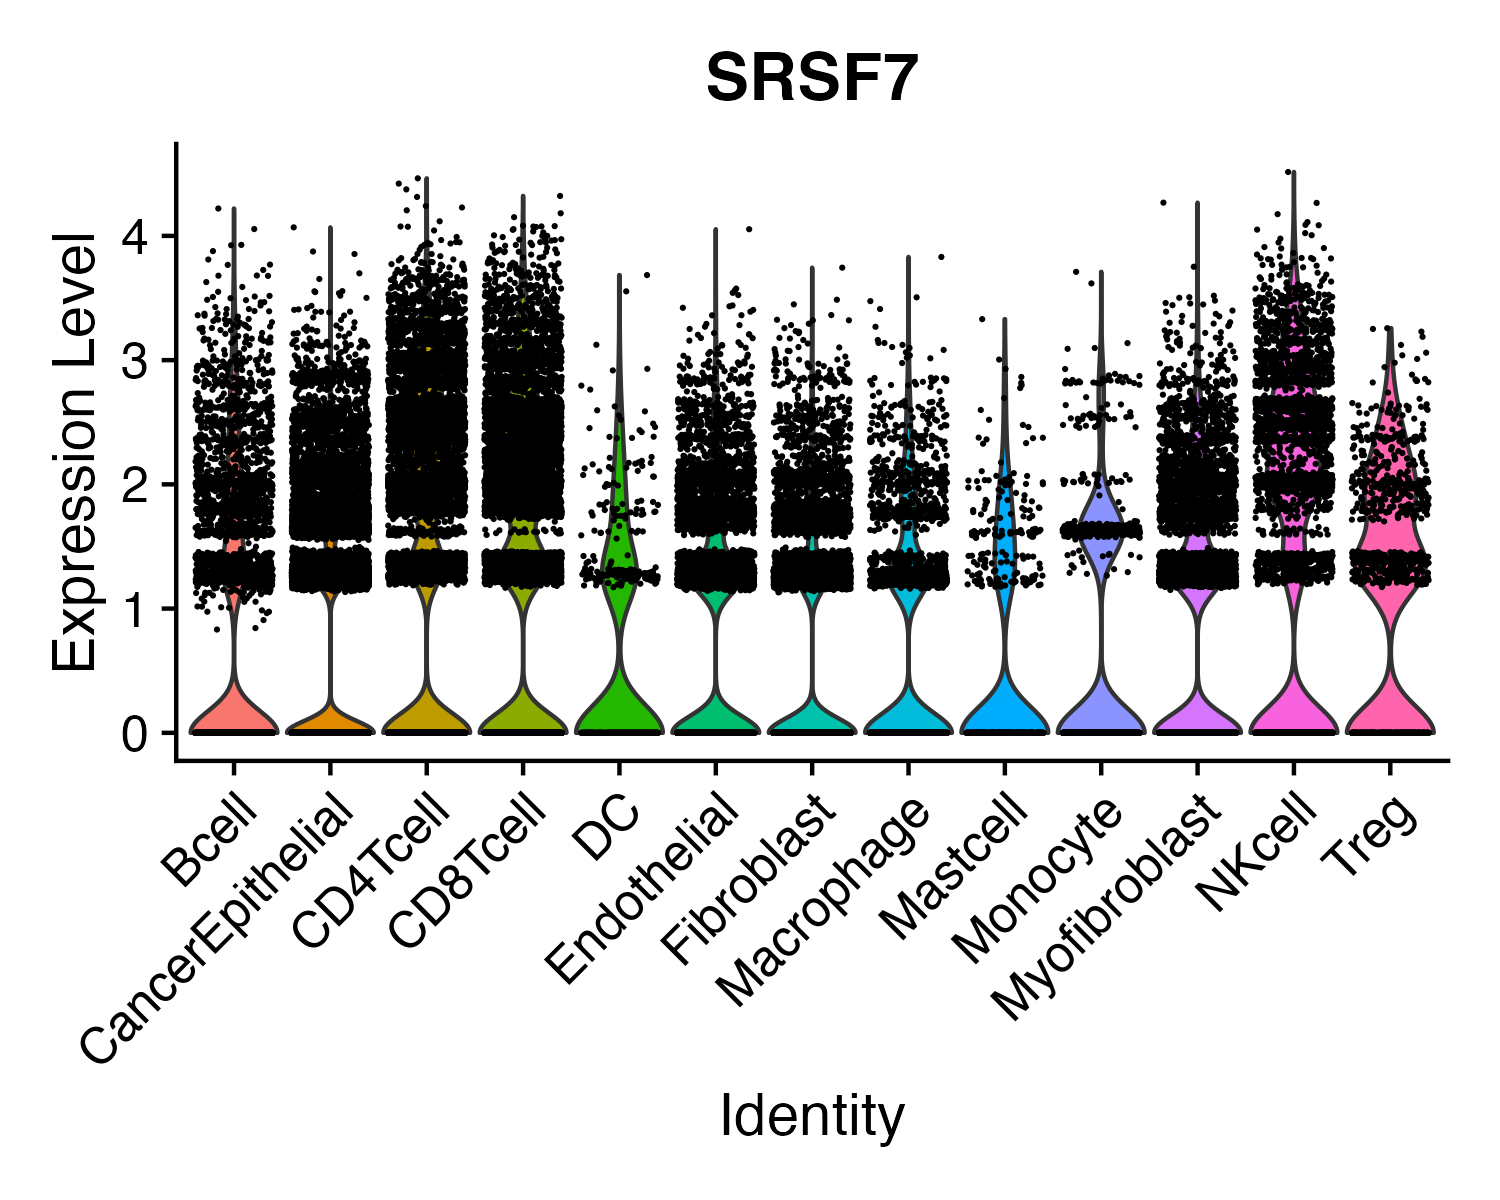 SRSF7
Expression Level
4
3
2
1
0
Bcell
CancerEpithelial
CD4Tcell
CD8Tcell
DC
Endothelial
Fibroblast
Macrophage
Mastcell
Monocyte
Myofibroblast
NKcell
Treg
Identity